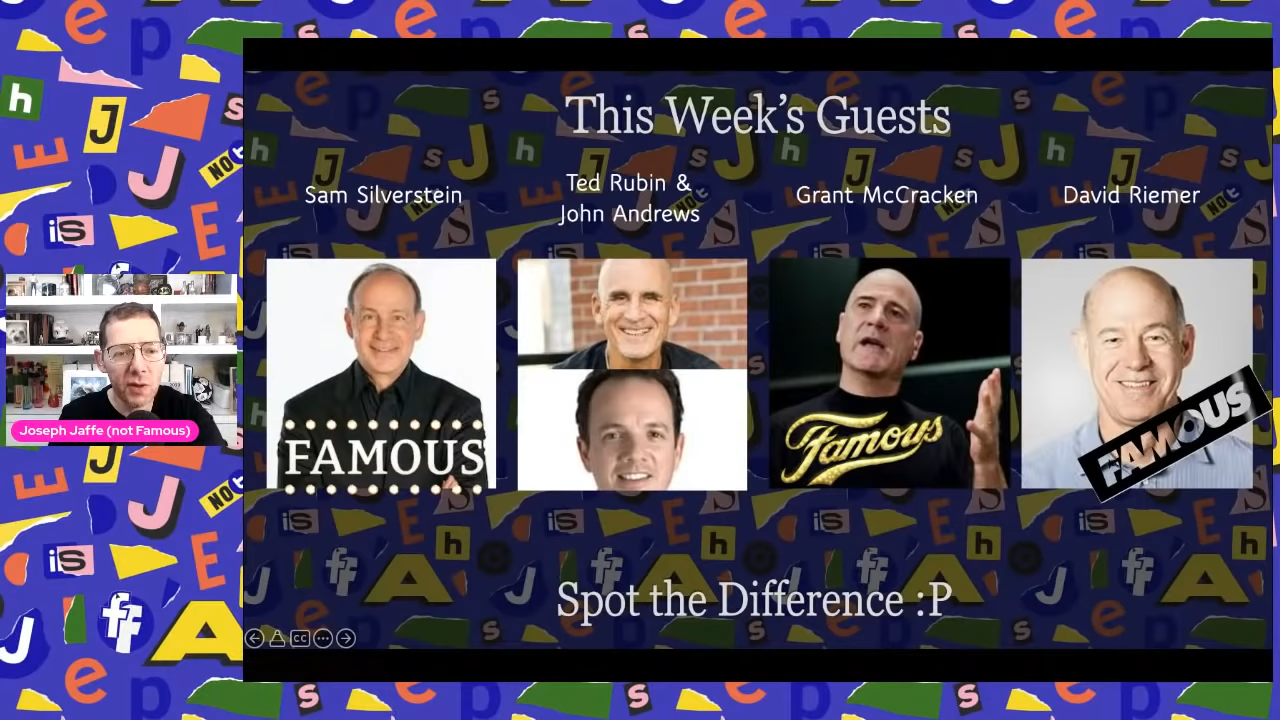 This Week's Guests
Sam Silverstein
Ted Rubin &
John Andrews
Grant McCracken
David Riemer
FAMOUS
Famous
FAMOUS
Joseph Jaffe (not Famous)
Spot the Difference :P
CC